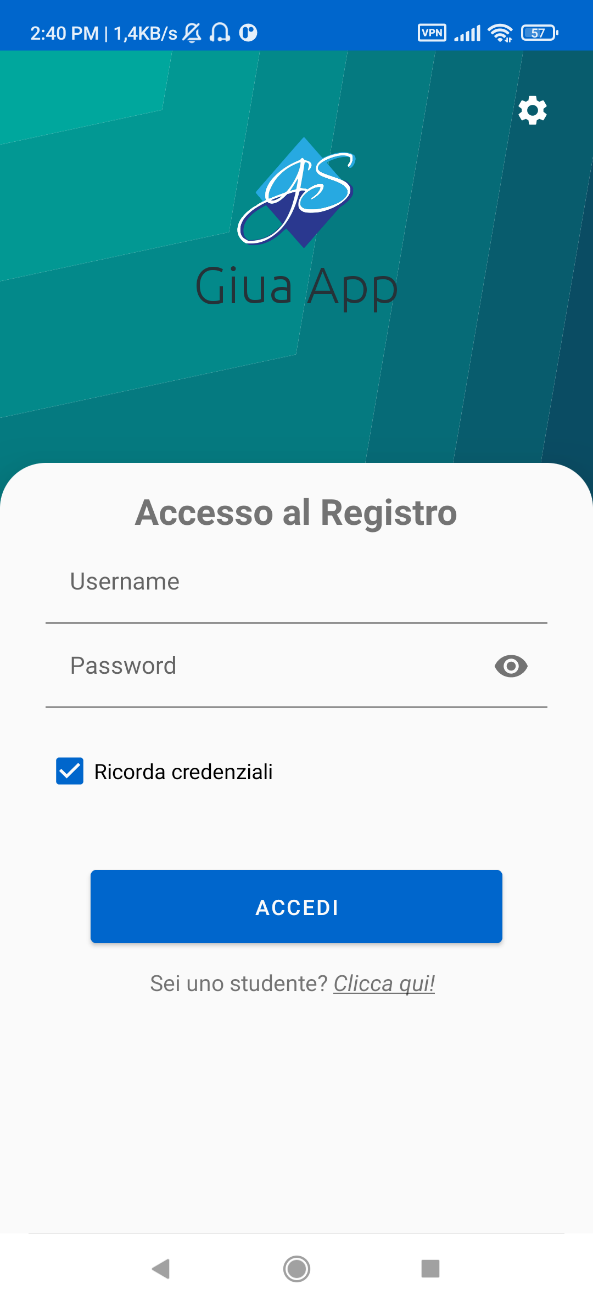 2:40 PM | 1,4KB/s VPN 57
gs
Giua App
Accesso al Registro
Username
Password
Ricorda credenziali
ACCEDI
Sei uno studente? Clicca qui!